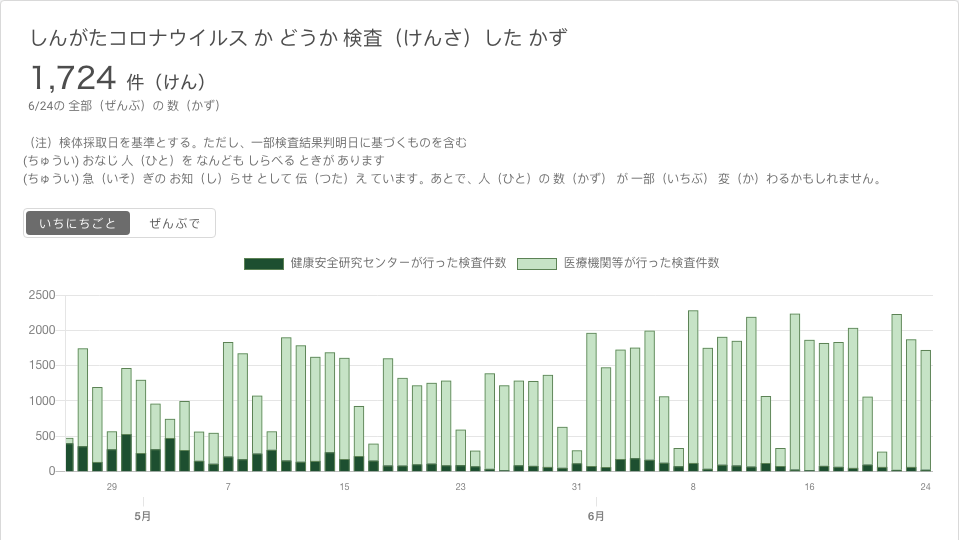 しんがたコロナウイルス か どうか 検査（けんさ）した かず
1,724 件（けん）
6/24の 全部（ぜんぶ）の 数（かず）
（注）検体採取日を基準とする。ただし、一部検査結果判明日に基づくものを含む
(ちゅうい) おなじ 人（ひと）を なんども しらべる ときが あります
(ちゅうい) 急（いそ）ぎの お知（し）らせ として 伝（つた）え ています。あとで、人（ひと）の 数（かず） が 一部（いちぶ） 変（か）わるかもしれません。
いちにちごと ぜんぶで
健康安全研究センターが行った検査件数 医療機関等が行った検査件数
2500
2000
1500
1000
500
0
29 7 15 23 31 8 16 24
5月 6月